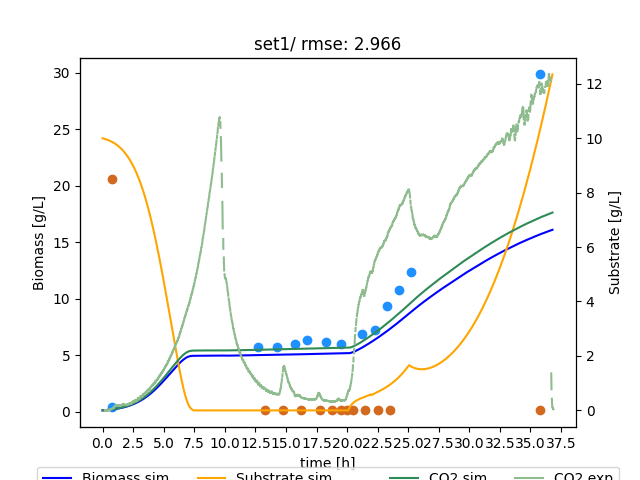 set1/ rmse: 2.966
30
25
20
15
10
5
0
Biomass [g/L]
12
10
8
6
4
2
0
Substrate [g/L]
0.0 2.5 5.0 7.5 10.0 12.5 15.0 17.5 20.0 22.5 25.0 27.5 30.0 32.5 35.0 37.5
time [h]
Biomass sim Substrate sim CO2 sim CO2 exp